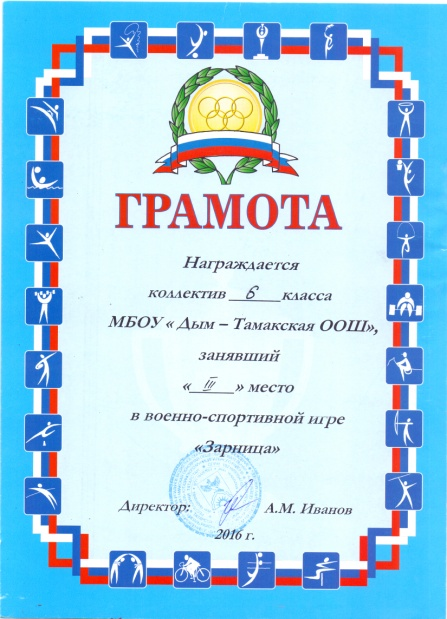 ГРАМОТА
Награждается
коллектив 6 класса
МБОУ « Дым – Тамакская ООШ»,
занявший
« III » место
в военно-спортивной игре
«Зарница»
Директор: А.М. Иванов
2016 г.